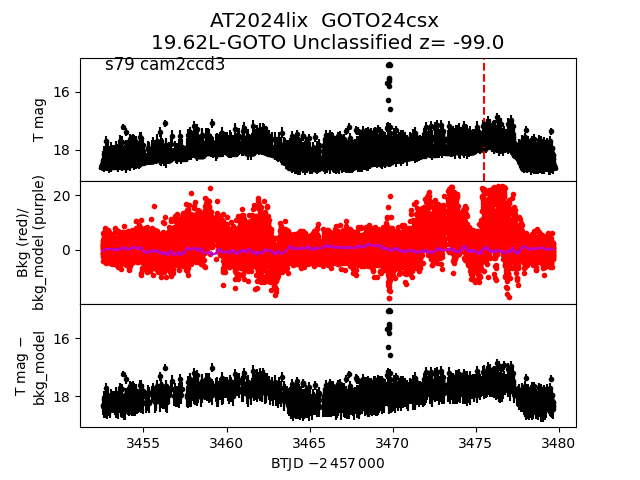 AT2024lix  GOTO24csx
19.62L-GOTO Unclassified z= -99.0
s79 cam2ccd3
T mag
16
18
Bkg (red)/
bkg_model (purple)
20
0
T mag −
bkg_model
16
18
3455 3460 3465 3470 3475 3480
BTJD −2 457 000